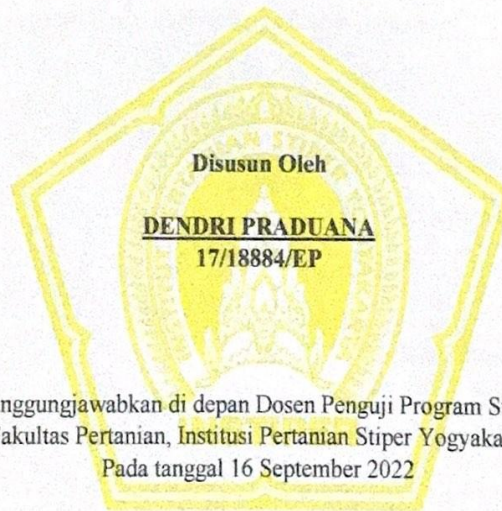 Disusun Oleh
DENDRI PRADUANA
17/18884/EP
nggungjawabkan di depan Dosen Penguji Program S
akultas Pertanian, Institusi Pertanian Stiper Yogyaka
Pada tanggal 16 September 2022